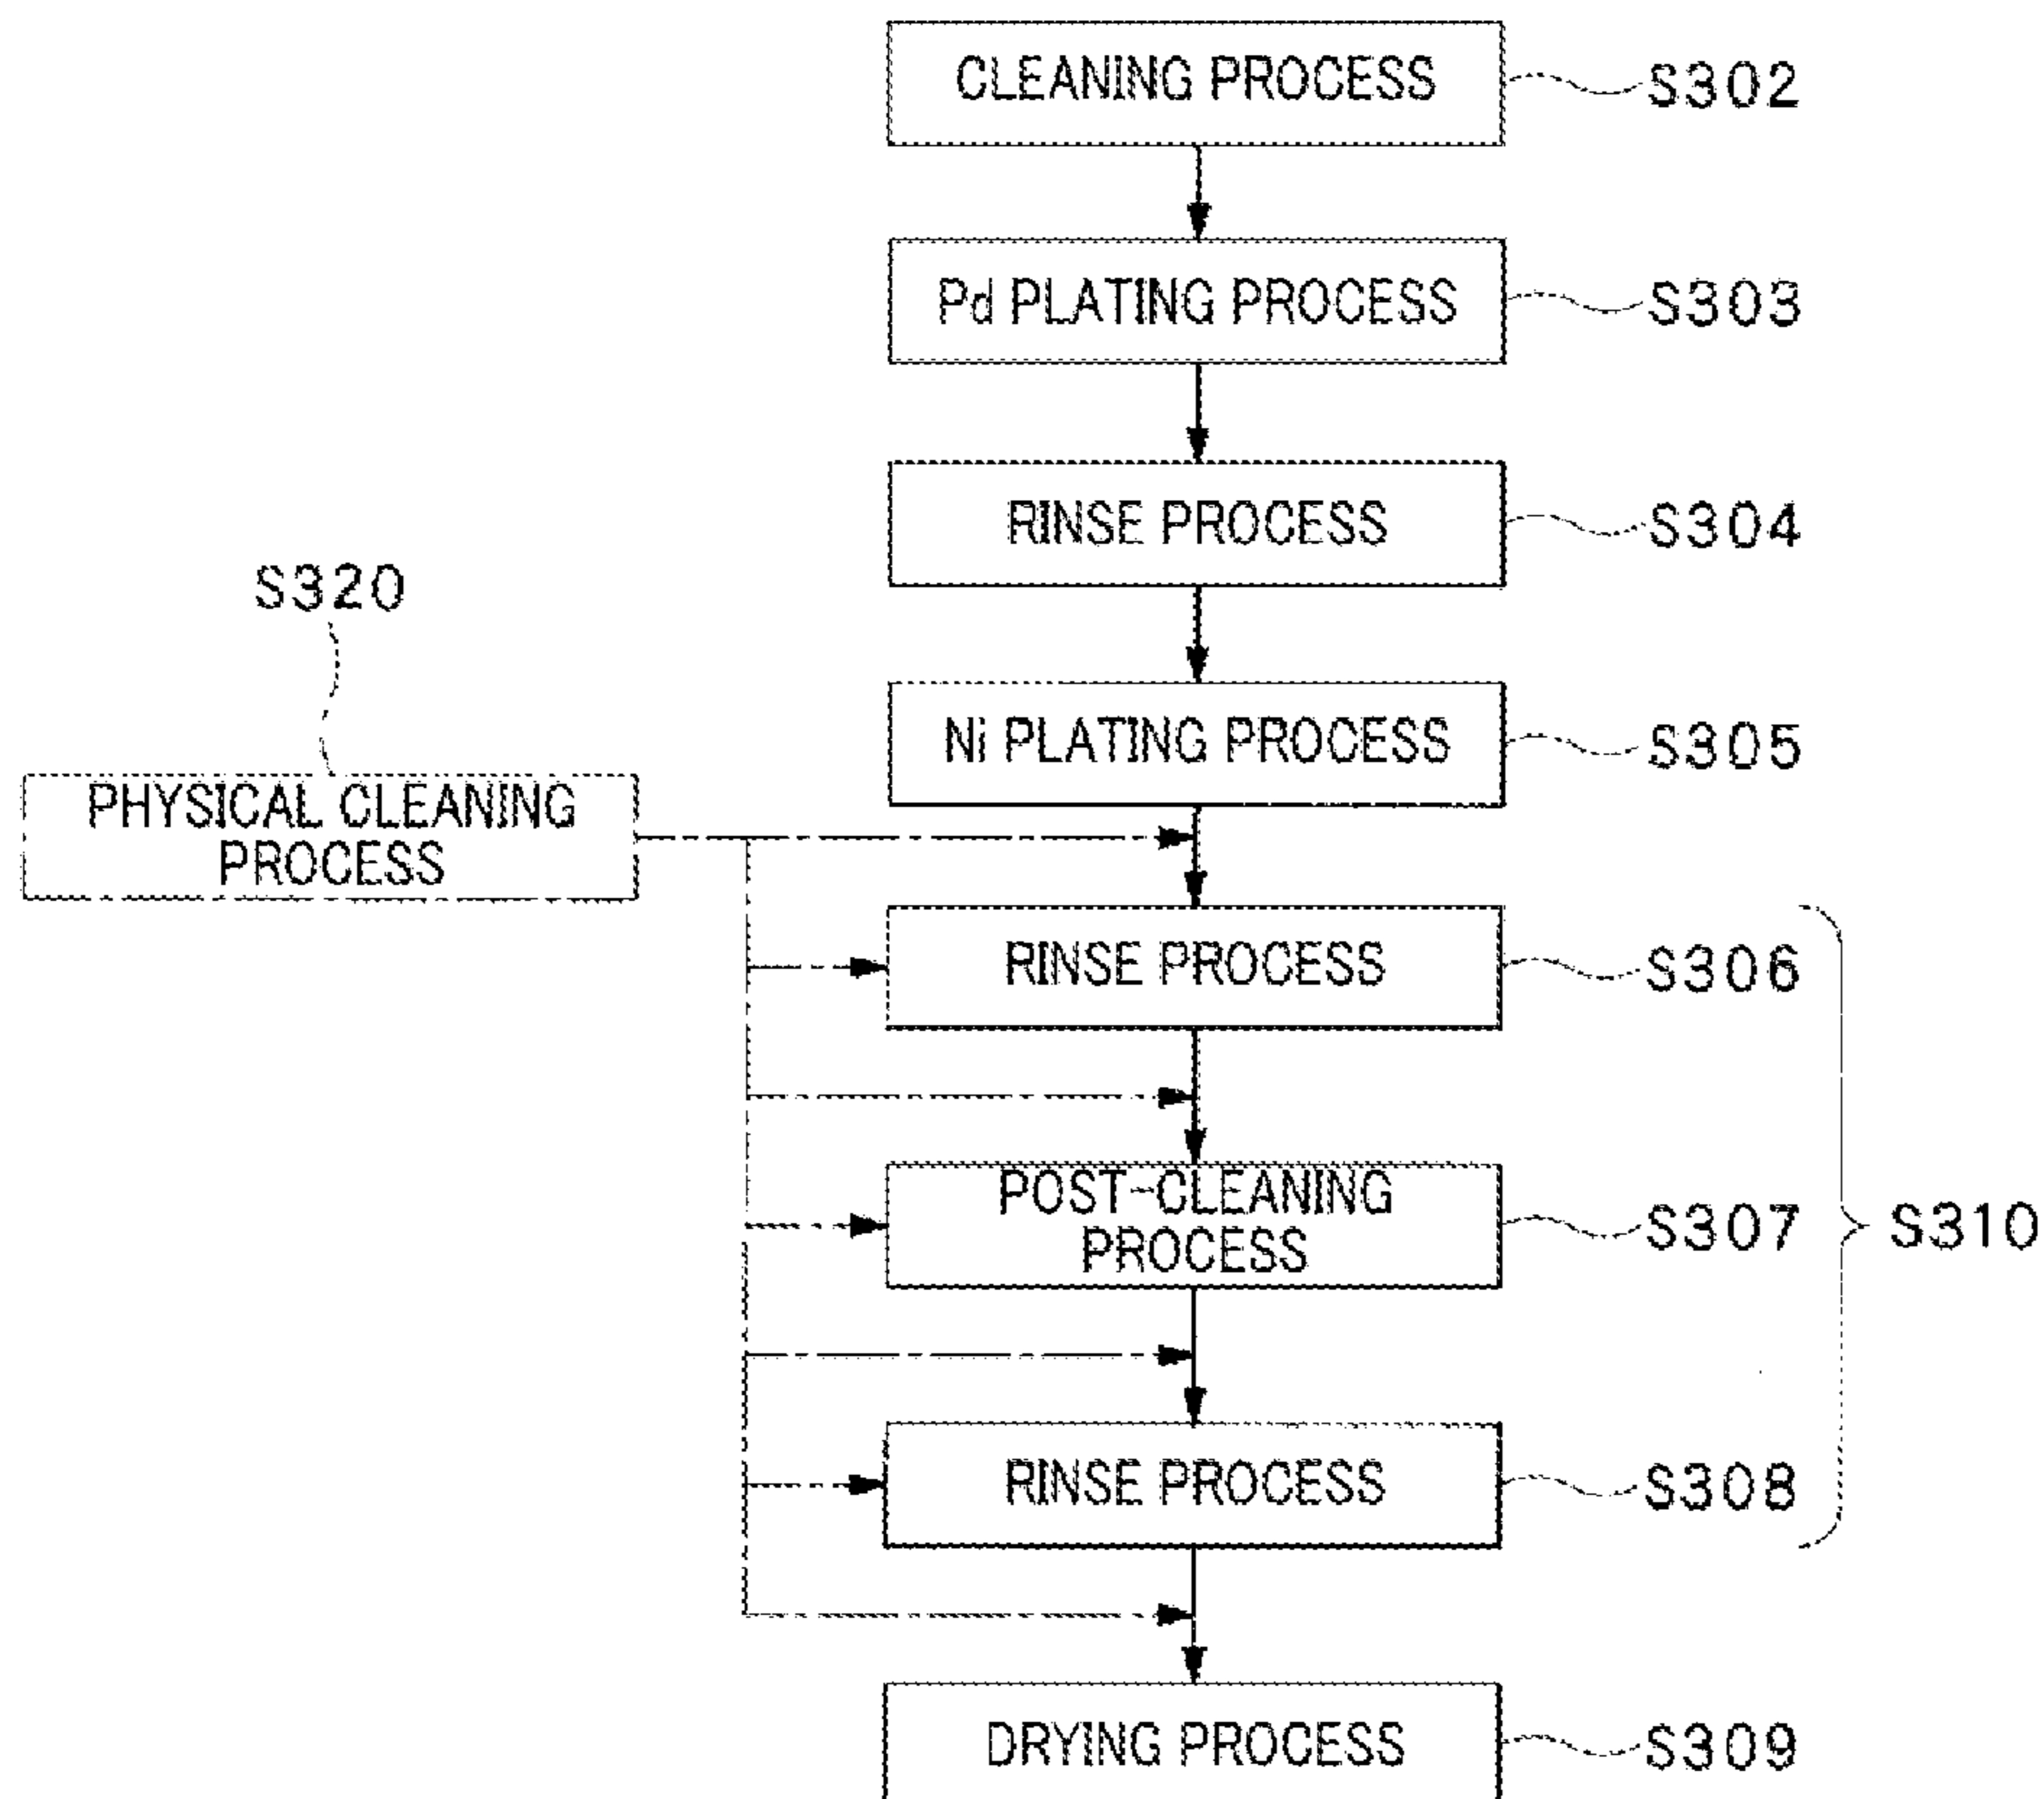 CLEANING PROCESS
S302
Pd PLATING PROCESS
S303
RINSE PROCESS
S304
S320
Ni PLATING PROCESS
S305
PHYSICAL CLEANING
PROCESS
RINSE PROCESS
S306
POST-CLEANING
PROCESS
S307
S310
RINSE PROCESS
S308
DRYING PROCESS
S309